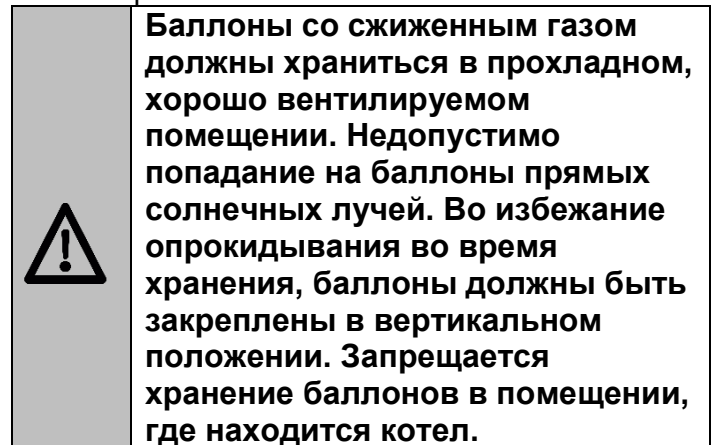 Баллоны со сжиженным газом
должны храниться в прохладном,
хорошо вентилируемом
помещении. Недопустимо
попадание на баллоны прямых
солнечных лучей. Во избежание
опрокидывания во время
хранения, баллоны должны быть
закреплены в вертикальном
положении. Запрещается
хранение баллонов в помещении,
где находится котел.